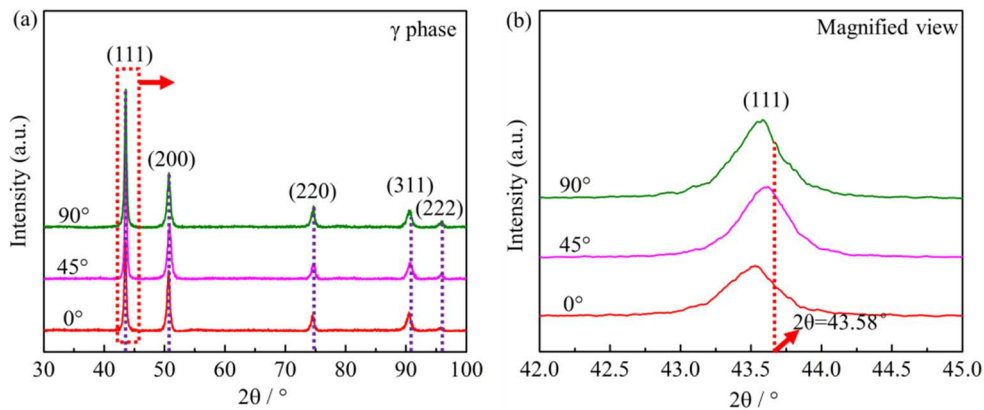 (a)
γ phase
(111)
(200)
(220)
(311)
(222)
90°
45°
0°
Intensity (a.u.)
30 40 50 60 70 80 90 100
2θ / °
(b)
Magnified view
(111)
90°
45°
0°
2θ=43.58°
Intensity (a.u.)
42.0 42.5 43.0 43.5 44.0 44.5 45.0
2θ / °